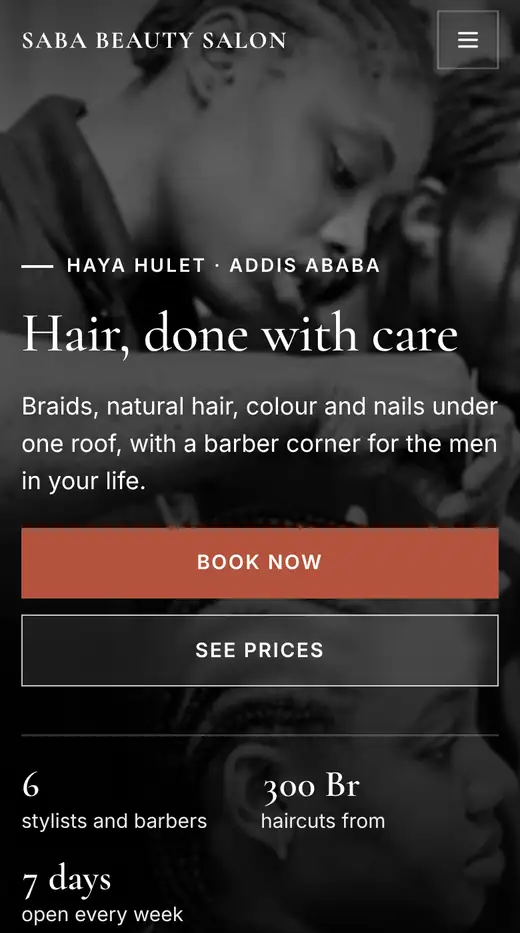 SABA BEAUTY SALON
HAYA HULET · ADDIS ABABA
Hair, done with care
Braids, natural hair, colour and nails under
one roof, with a barber corner for the men
in your life.
BOOK NOW
SEE PRICES
6
stylists and barbers
300 Br
haircuts from
7 days
open every week